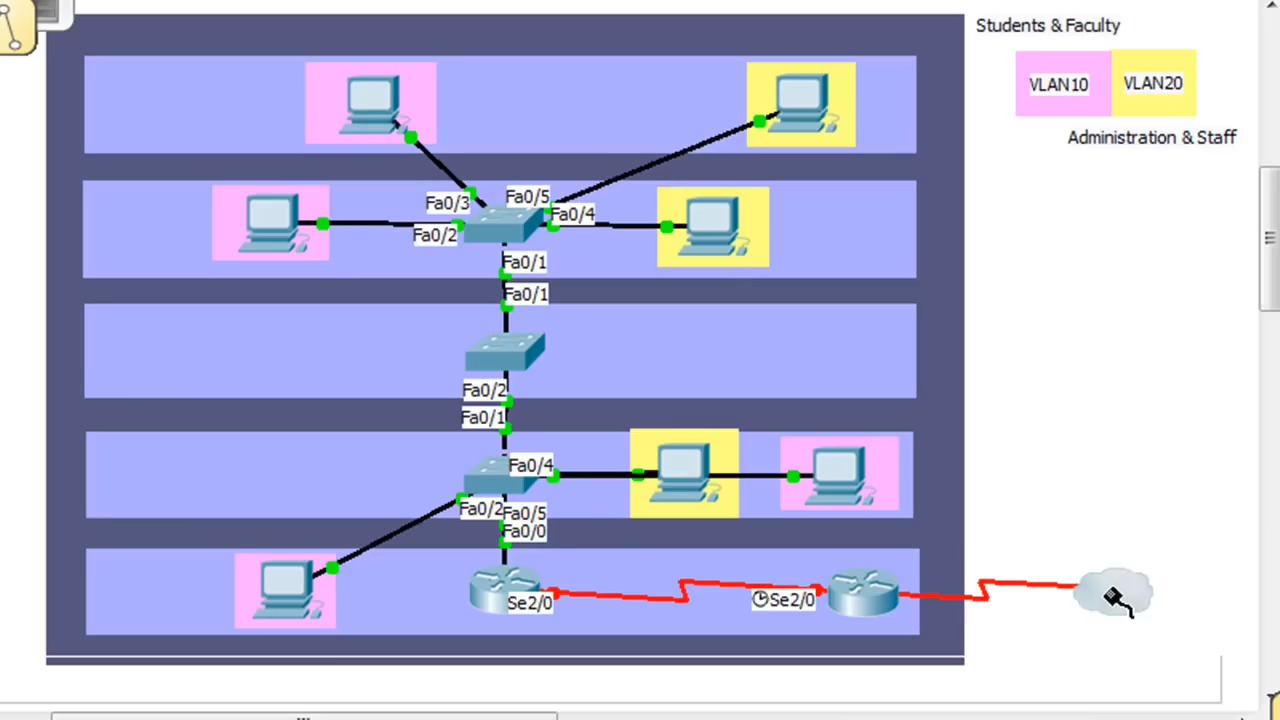 Students & Faculty
VLAN10 VLAN20
Administration & Staff
Fa0/3 Fa0/5
Fa0/4
Fa0/2
Fa0/1
Fa0/1
Fa0/2
Fa0/1
Fa0/4
Fa0/2 Fa0/5
Fa0/0
Se2/0 Se2/0